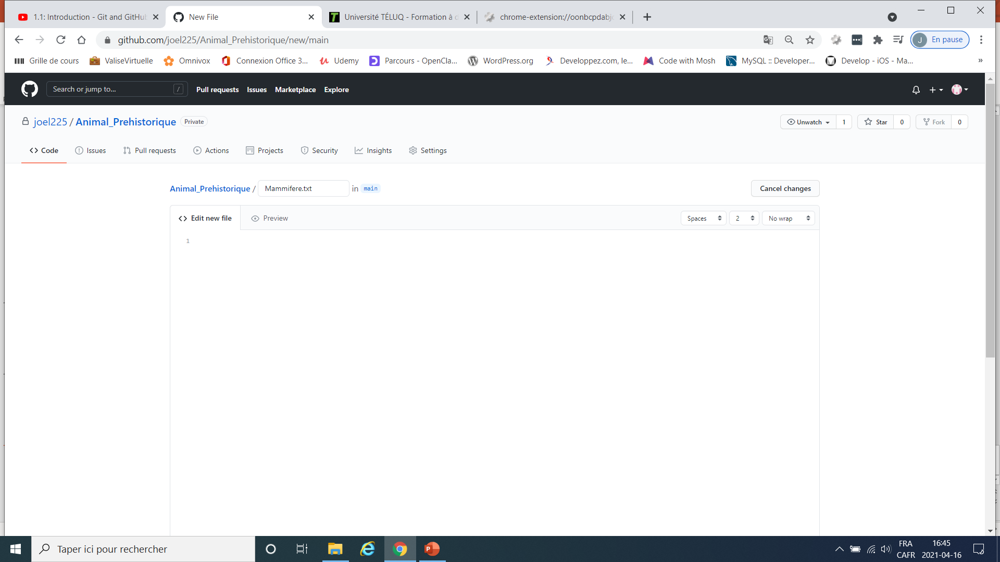 1.1: Introduction - Git and GitHu
New File
Université TÉLUQ - Formation à d
chrome-extension://oonbcpdabj
github.com/joel225/Animal_Prehistorique/new/main
J En pause
Grille de cours
ValiseVirtuelle
Omnivox
Connexion Office 3...
Udemy
Parcours - OpenCla...
WordPress.org
Developpez.com, le...
Code with Mosh
MySQL :: Developer...
Develop - iOS - Ma...
»
Search or jump to... /
Pull requests
Issues
Marketplace
Explore
joel225 / Animal_Prehistorique Private
Unwatch 1
Star 0
Fork 0
Code
Issues
Pull requests
Actions
Projects
Security
Insights
Settings
Animal_Prehistorique / Mammifere.txt in main
Cancel changes
Edit new file
Preview
Spaces
2
No wrap
1
Taper ici pour rechercher
FRA
CAFR
16:45
2021-04-16